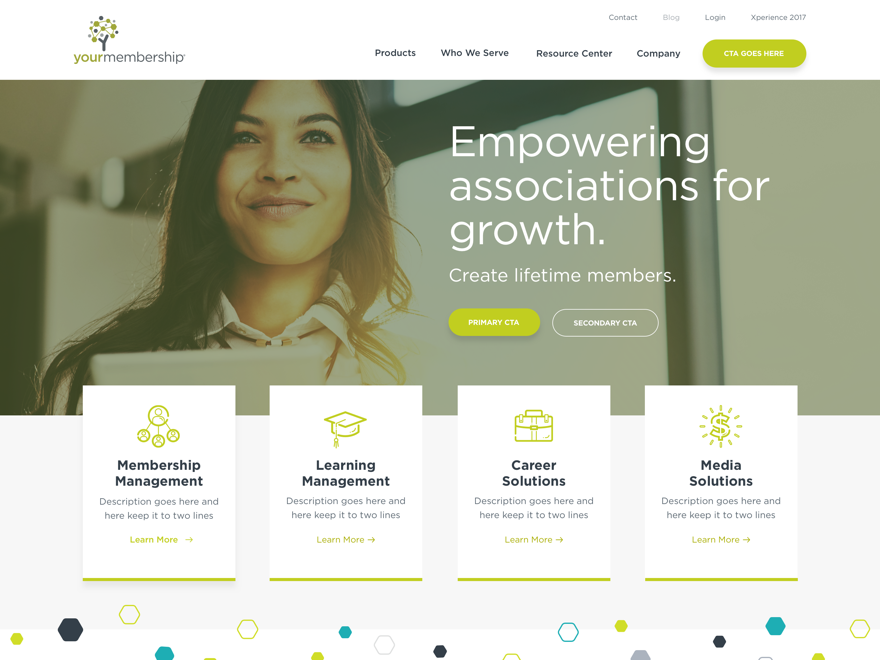 Contact Blog Login Xperience 2017
yourmembership
Products Who We Serve Resource Center Company CTA GOES HERE
Empowering
associations for
growth.
Create lifetime members.
PRIMARY CTA SECONDARY CTA
Membership
Management
Description goes here and
here keep it to two lines
Learn More →
Learning
Management
Description goes here and
here keep it to two lines
Learn More →
Career
Solutions
Description goes here and
here keep it to two lines
Learn More →
$
Media
Solutions
Description goes here and
here keep it to two lines
Learn More →